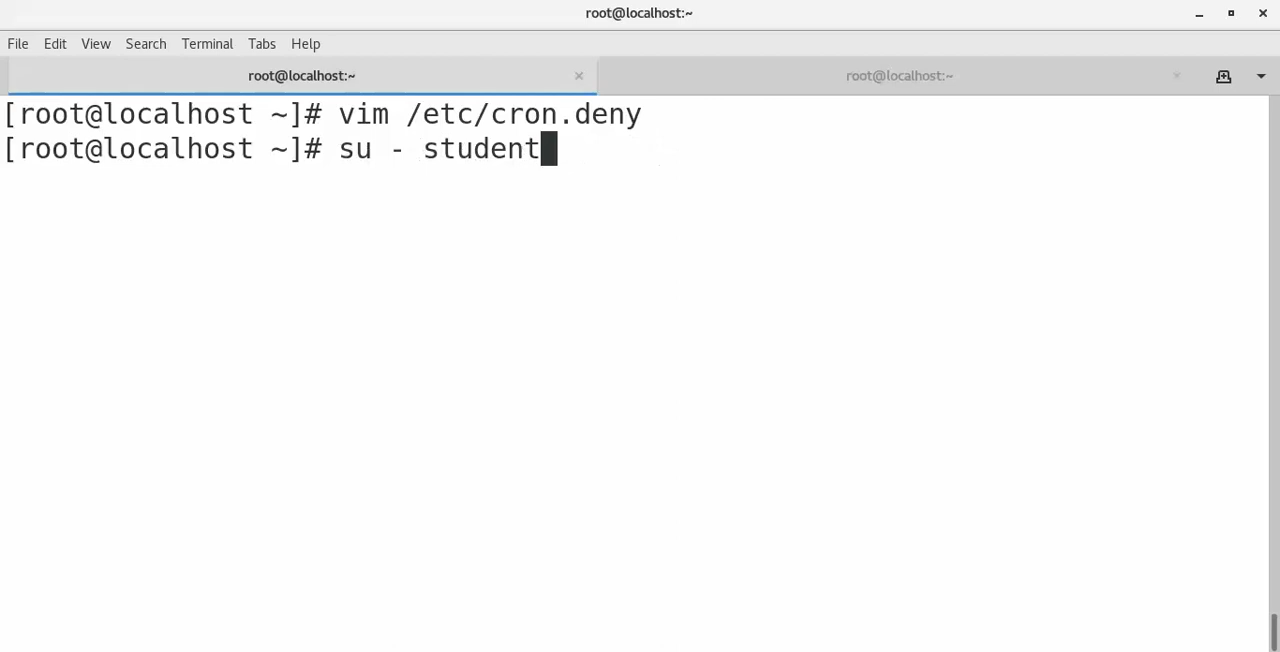 root@localhost:~
File Edit View Search Terminal Tabs Help
root@localhost:~ root@localhost:~
[root@localhost ~]# vim /etc/cron.deny
[root@localhost ~]# su - student